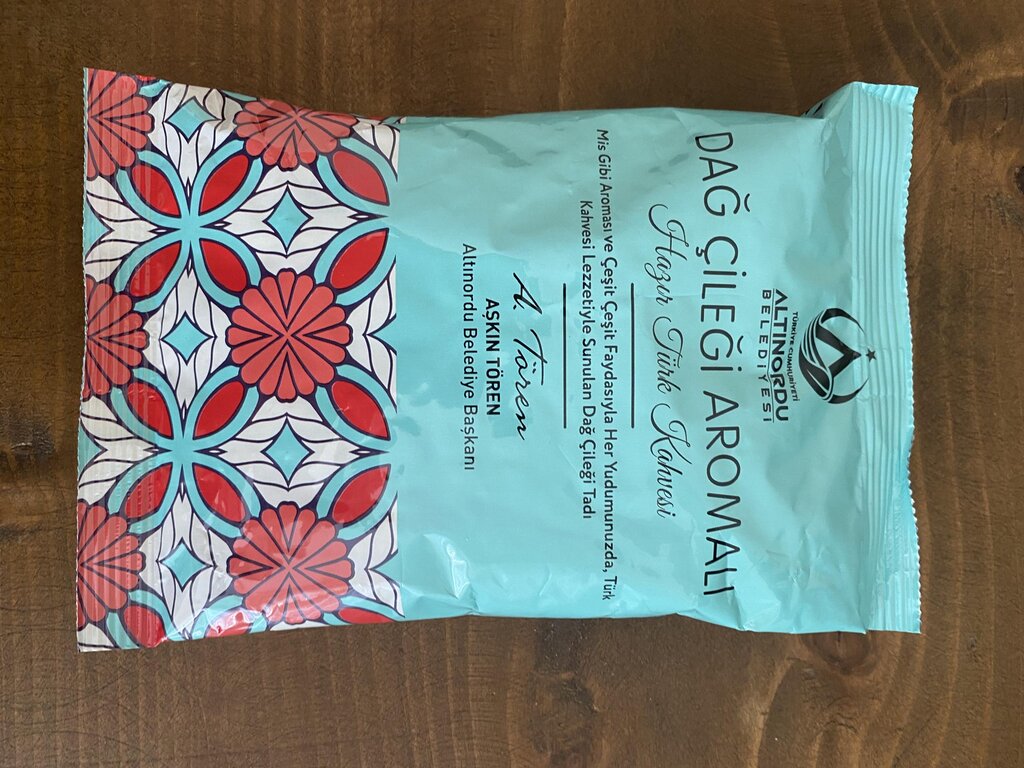 TÜRKİYE CUMHURİYETİ
ALTINORDU
BELEDİYESİ
DAĞ ÇİLEĞİ AROMALI
Hazır Türk Kahvesi
Mis Gibi Aroması ve Çeşit Çeşit Faydasıyla Her Yudumunuzda, Türk
Kahvesi Lezzetiyle Sunulan Dağ Çileği Tadı
A. Tören
AŞKIN TÖREN
Altınordu Belediye Başkanı